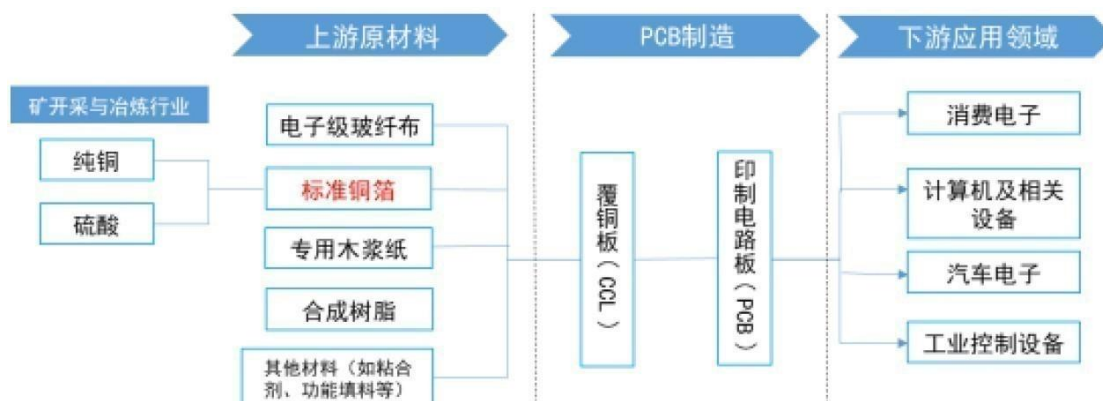 上游原材料
PCB制造
下游应用领域
矿开采与冶炼行业
纯铜
硫酸
电子级玻纤布
标准铜箔
专用木浆纸
合成树脂
其他材料（如粘合
剂、功能填料等）
覆铜板（CCL）
印制电路板（PCB）
消费电子
计算机及相关
设备
汽车电子
工业控制设备